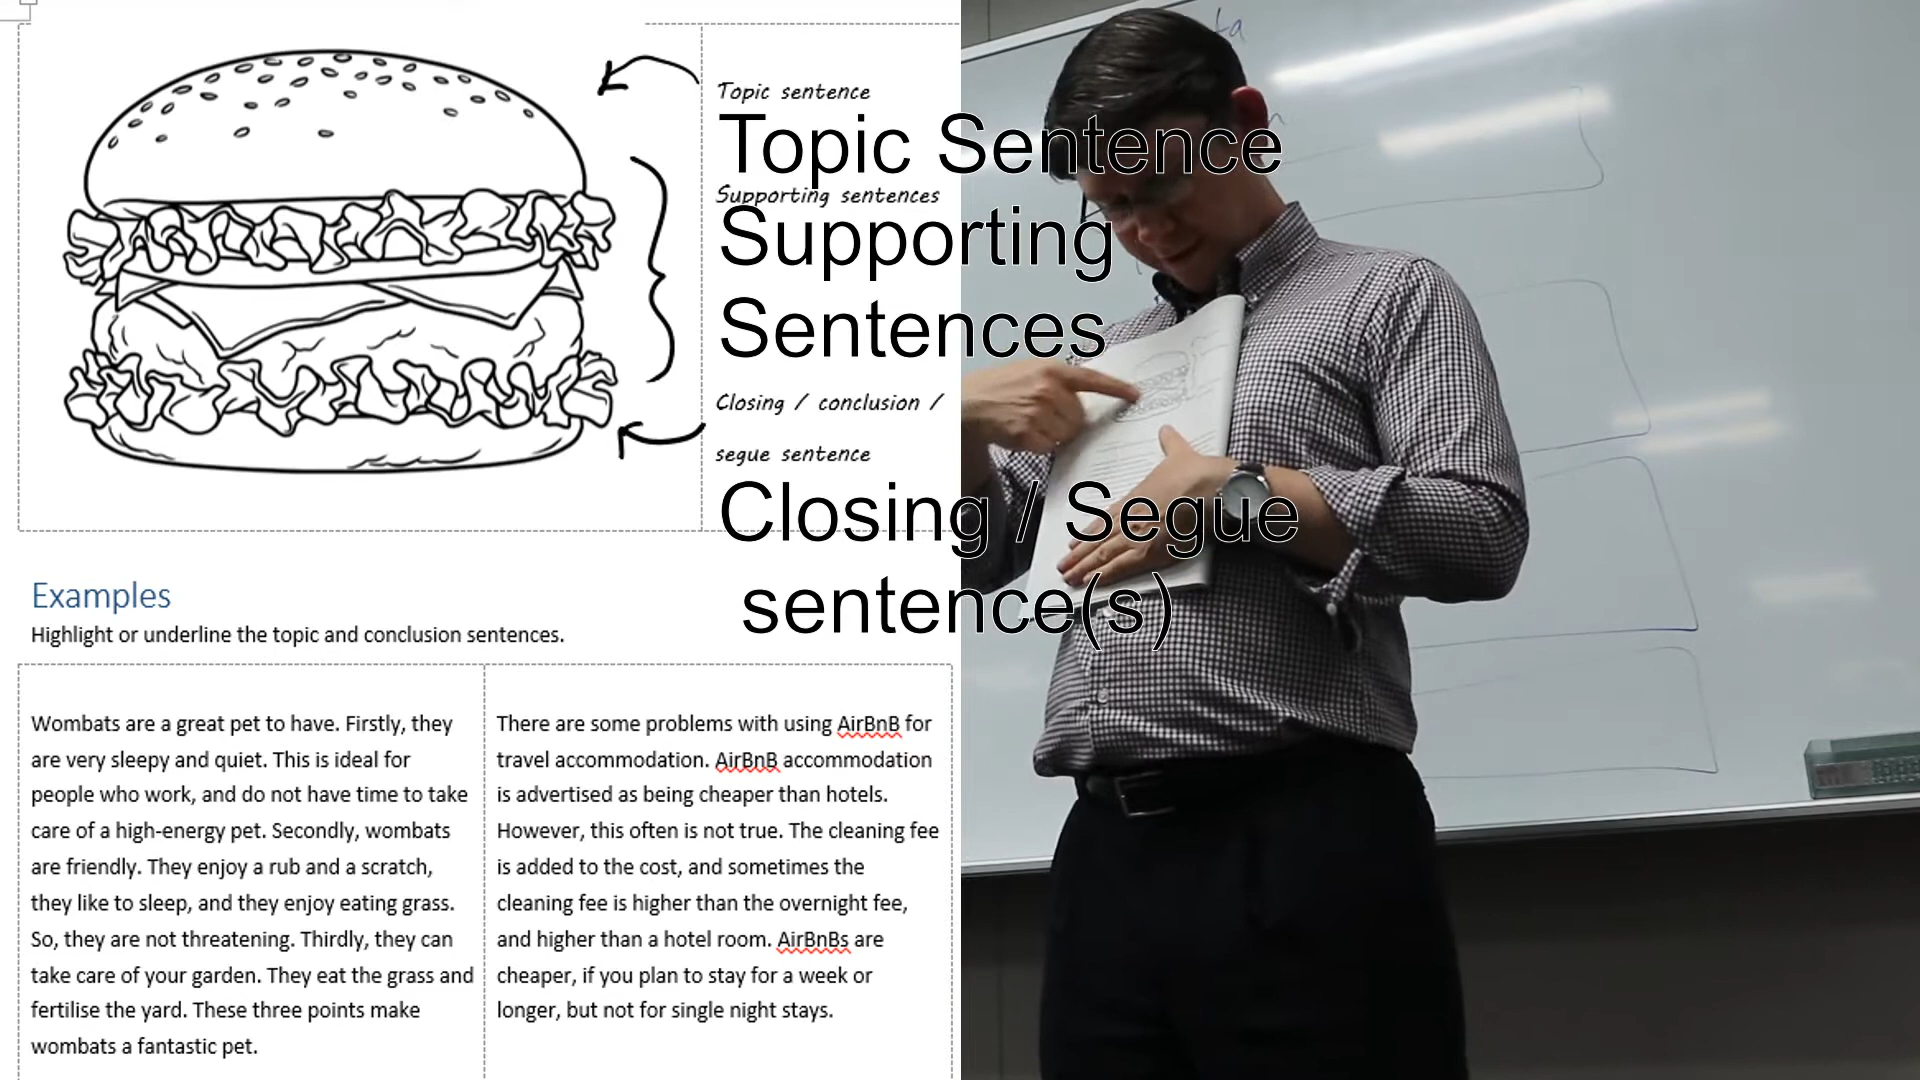 Topic sentence
Topic Sentence
Supporting sentences
Supporting
Sentences
Closing / conclusion /
segue sentence
Closing / Segue
sentence(s)
Examples
Highlight or underline the topic and conclusion sentences.
Wombats are a great pet to have. Firstly, they
are very sleepy and quiet. This is ideal for
people who work, and do not have time to take
care of a high-energy pet. Secondly, wombats
are friendly. They enjoy a rub and a scratch,
they like to sleep, and they enjoy eating grass.
So, they are not threatening. Thirdly, they can
take care of your garden. They eat the grass and
fertilise the yard. These three points make
wombats a fantastic pet.
There are some problems with using AirBnB for
travel accommodation. AirBnB accommodation
is advertised as being cheaper than hotels.
However, this often is not true. The cleaning fee
is added to the cost, and sometimes the
cleaning fee is higher than the overnight fee,
and higher than a hotel room. AirBnBs are
cheaper, if you plan to stay for a week or
longer, but not for single night stays.